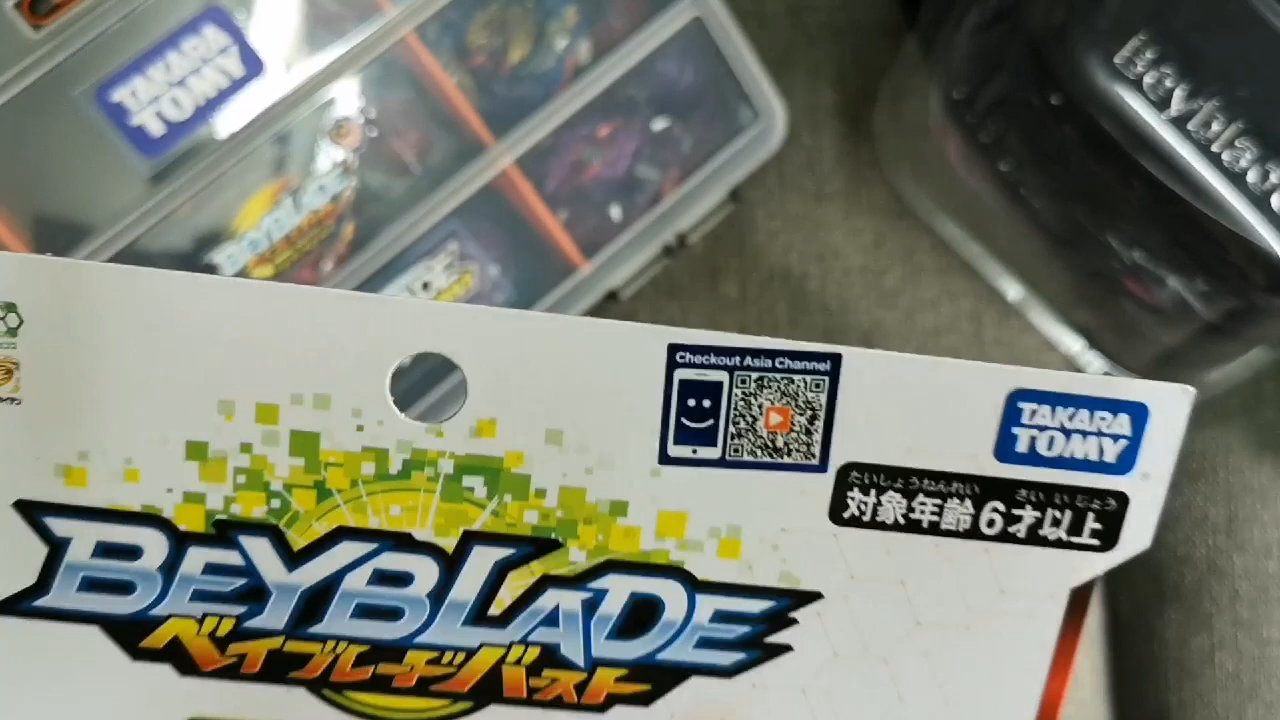 TAKARA
TOMY
BEYBLADE
Beyblade
Checkout Asia Channel
TAKARA
TOMY
たいしょうねんれい さい いじょう
対象年齢6才以上
BEYBLADE
ベイブレードバースト